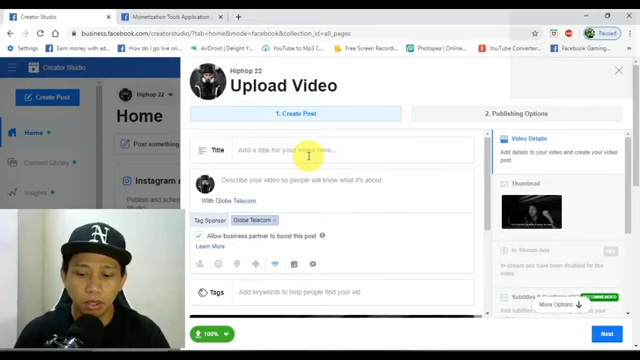 Creator Studio
Monetization Tools Application |
business.facebook.com/creatorstudio/?tab=home&mode=facebook&collection_id=all_pages
Paused
Settings
Earn money with ad...
How do I go live on...
AirDroid | Delight Y...
YouTube to Mp3 C...
Free Screen Record...
Photopea | Online P...
YouTube Converter...
Facebook Gaming...
Creator Studio
Create Post
Home
Content Library
Insights
Hiphop 22
Home
Post something...
Instagram a
Publish and sched
Hiphop 22
Upload Video
1. Create Post
2. Publishing Options
Title
Add a title for your video here...
Describe your video so people will know what it's about.
With Globe Telecom.
Tag Sponsor
Globe Telecom ×
Allow business partner to boost this post
Learn More
Tags
Add keywords to help people find your vid
Video Details
Add details to your video and create your video post.
Thumbnail
In-Stream Ads
In-stream ads have been disabled for this video.
RECOMMENDED
More Options
100%
Next